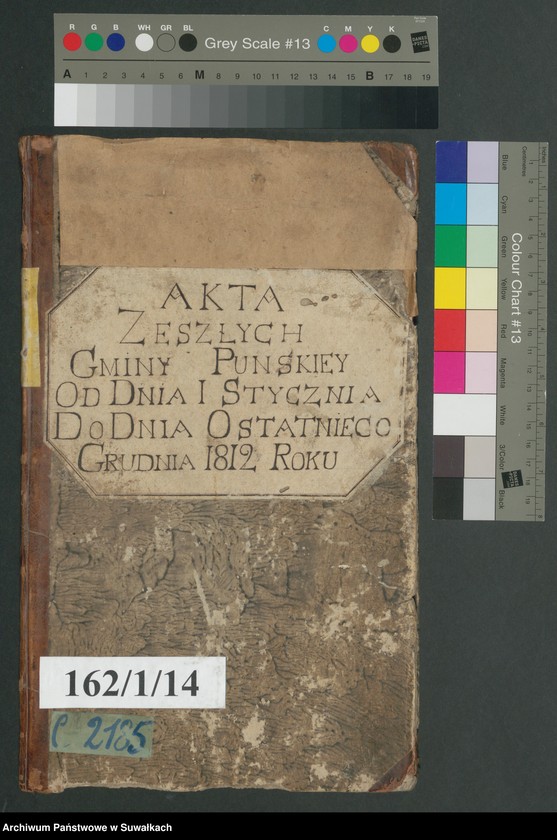 R G B WH GR BL Grey Scale #13 C M Y K
A 1 2 3 4 5 6 M 8 9 10 11 12 13 14 15 B 17 18 19
AKTA
ZESZŁYCH
GMINY PUNSKIEY
OD DNIA I STYCZNIA
DO DNIA OSTATNIEGO
GRUDNIA 1812 ROKU
162/1/14
Colour Chart #13
Blue
Cyan
Green
Yellow
Red
Magenta
White
3/Color
Black
Archiwum Państwowe w Suwałkach